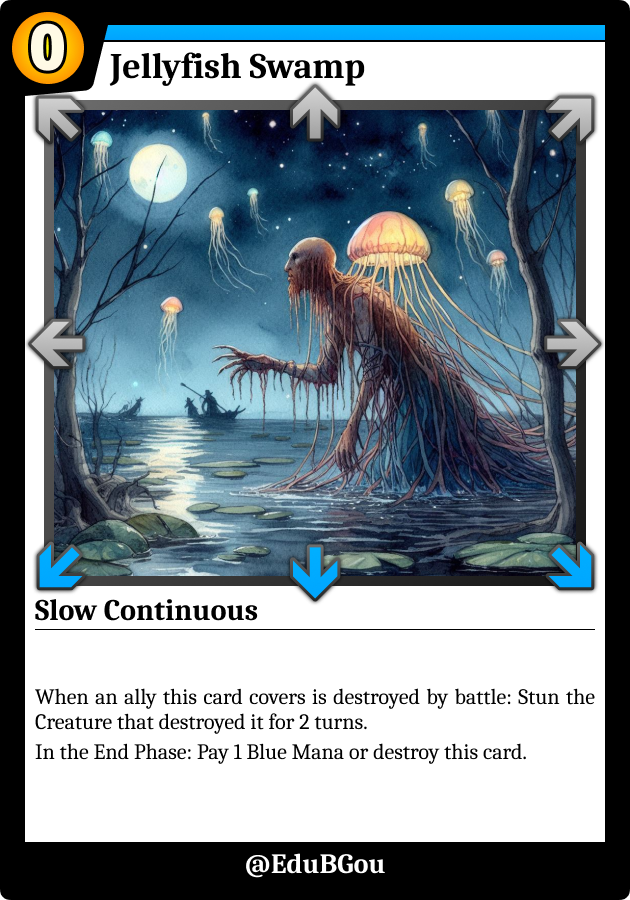 0
Jellyfish Swamp
Slow Continuous
When an ally this card covers is destroyed by battle: Stun the
Creature that destroyed it for 2 turns.
In the End Phase: Pay 1 Blue Mana or destroy this card.
@EduBGou